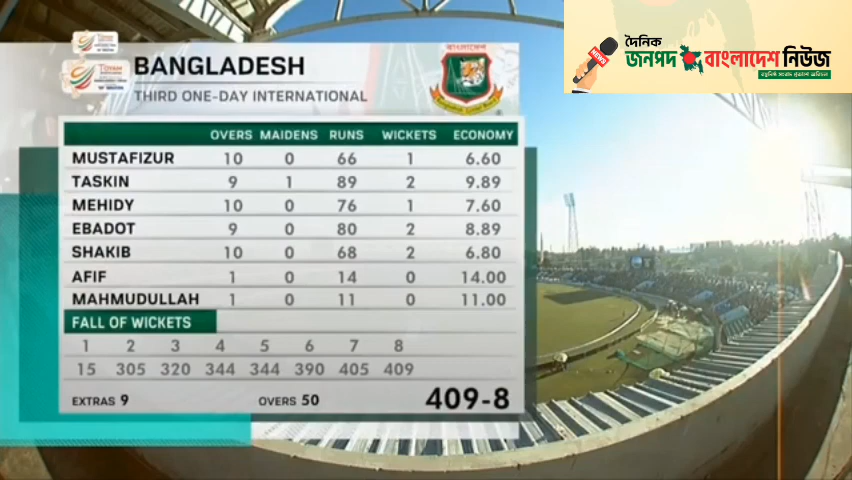 দৈনিক
জনপদ বাংলাদেশ নিউজ
NEWS
বাংলাদেশ
BANGLADESH
THIRD ONE-DAY INTERNATIONAL
OVERS MAIDENS RUNS WICKETS ECONOMY
MUSTAFIZUR 10 0 66 1 6.60
TASKIN 9 1 89 2 9.89
MEHIDY 10 0 76 1 7.60
EBADOT 9 0 80 2 8.89
SHAKIB 10 0 68 2 6.80
AFIF 1 0 14 0 14.00
MAHMUDULLAH 1 0 11 0 11.00
FALL OF WICKETS
1 2 3 4 5 6 7 8
15 305 320 344 344 390 405 409
EXTRAS 9 OVERS 50 409-8